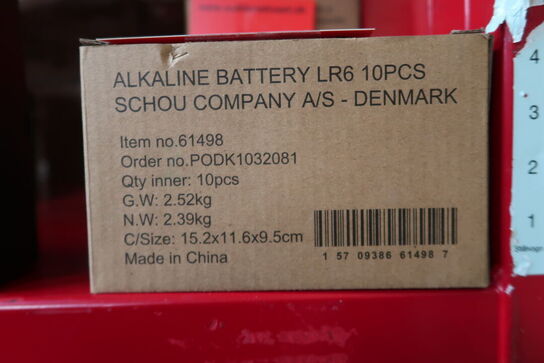 ALKALINE BATTERY LR6 10PCS
SCHOU COMPANY A/S - DENMARK
Item no.61498
Order no.PODK1032081
Qty inner: 10pcs
G.W: 2.52kg
N.W: 2.39kg
C/Size: 15.2x11.6x9.5cm
Made in China
1 57 09386 61498 7
4
3
2
1